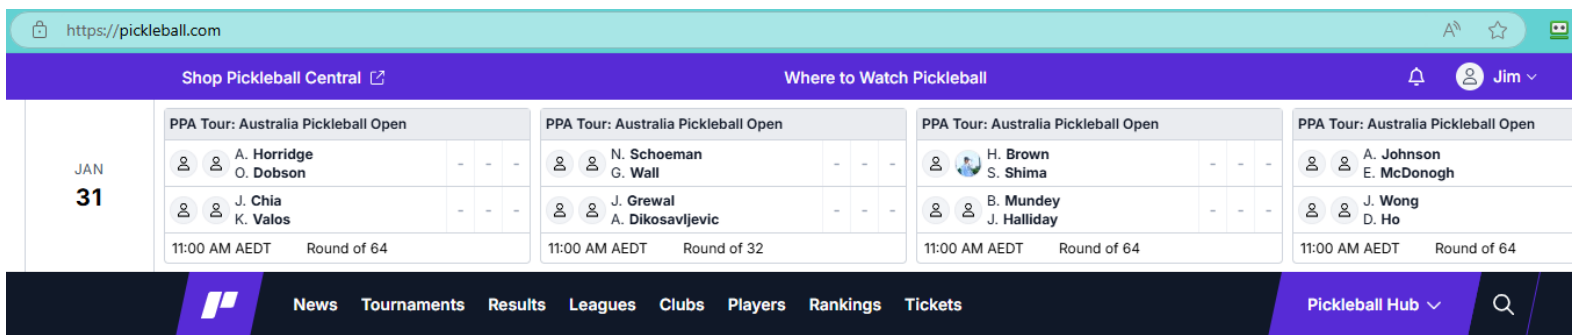 https://pickleball.com
Shop Pickleball Central
Where to Watch Pickleball
Jim
JAN
31
PPA Tour: Australia Pickleball Open
A. Horridge
O. Dobson
- - -
J. Chia
K. Valos
- - -
11:00 AM AEDT Round of 64
PPA Tour: Australia Pickleball Open
N. Schoeman
G. Wall
- - -
J. Grewal
A. Dikosavljevic
- - -
11:00 AM AEDT Round of 32
PPA Tour: Australia Pickleball Open
H. Brown
S. Shima
- - -
B. Mundey
J. Halliday
- - -
11:00 AM AEDT Round of 64
PPA Tour: Australia Pickleball Open
A. Johnson
E. McDonogh
J. Wong
D. Ho
11:00 AM AEDT Round of 64
News Tournaments Results Leagues Clubs Players Rankings Tickets
Pickleball Hub